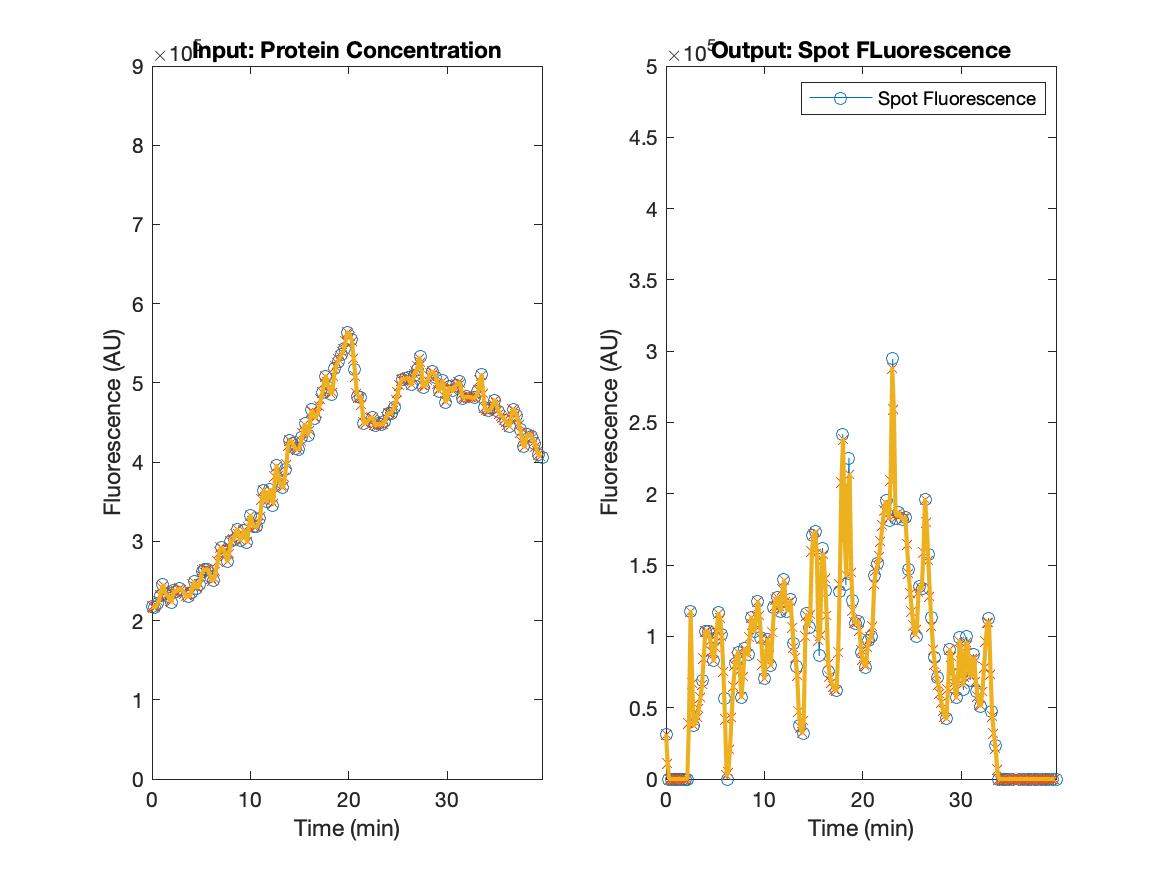 ×10⁵
Input: Protein Concentration
9
8
7
6
5
4
3
2
1
0
0 10 20 30
Fluorescence (AU)
Time (min)
×10⁵
Output: Spot FLuorescence
Spot Fluorescence
5
4.5
4
3.5
3
2.5
2
1.5
1
0.5
0
0 10 20 30
Fluorescence (AU)
Time (min)